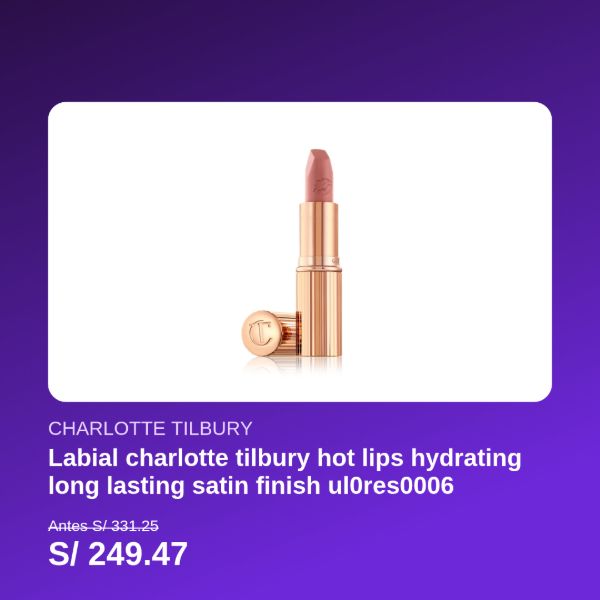 CHARLOTTE TILBURY
Labial charlotte tilbury hot lips hydrating
long lasting satin finish ul0res0006
Antes S/ 331.25
S/ 249.47